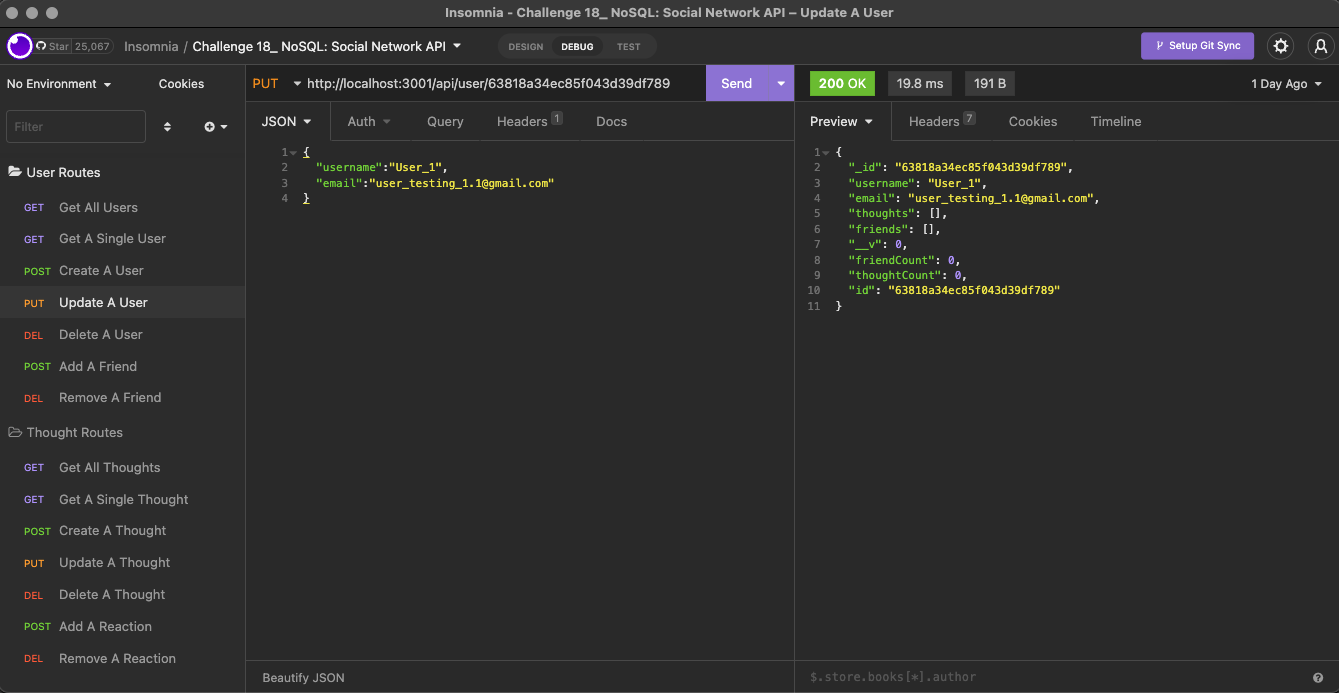 Insomnia - Challenge 18_ NoSQL: Social Network API – Update A User
Star 25,067 Insomnia / Challenge 18_ NoSQL: Social Network API DESIGN DEBUG TEST Setup Git Sync
No Environment Cookies
Filter
User Routes
GET Get All Users
GET Get A Single User
POST Create A User
PUT Update A User
DEL Delete A User
POST Add A Friend
DEL Remove A Friend
Thought Routes
GET Get All Thoughts
GET Get A Single Thought
POST Create A Thought
PUT Update A Thought
DEL Delete A Thought
POST Add A Reaction
DEL Remove A Reaction
PUT http://localhost:3001/api/user/63818a34ec85f043d39df789 Send
JSON Auth Query Headers 1 Docs
1 {
2 "username":"User_1",
3 "email":"user_testing_1.1@gmail.com"
4 }
Beautify JSON
200 OK 19.8 ms 191 B 1 Day Ago
Preview Headers 7 Cookies Timeline
1 {
2 "_id": "63818a34ec85f043d39df789",
3 "username": "User_1",
4 "email": "user_testing_1.1@gmail.com",
5 "thoughts": [],
6 "friends": [],
7 "__v": 0,
8 "friendCount": 0,
9 "thoughtCount": 0,
10 "id": "63818a34ec85f043d39df789"
11 }
$.store.books[*].author